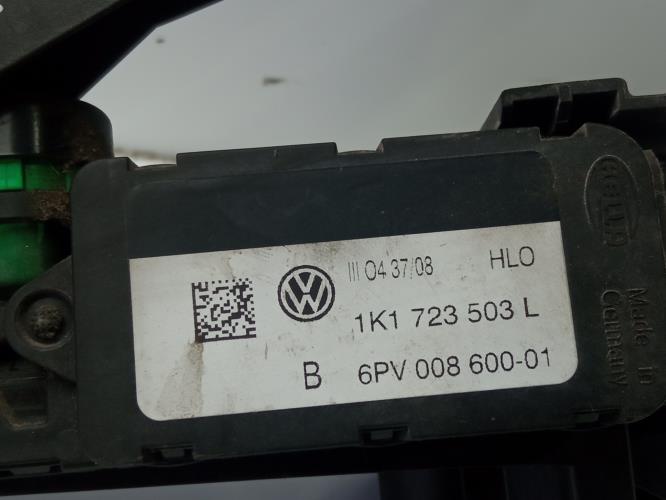 III 04 37/08 HLO
1K1 723 503 L
B 6PV 008 600-01
HELLA
Made in
Germany